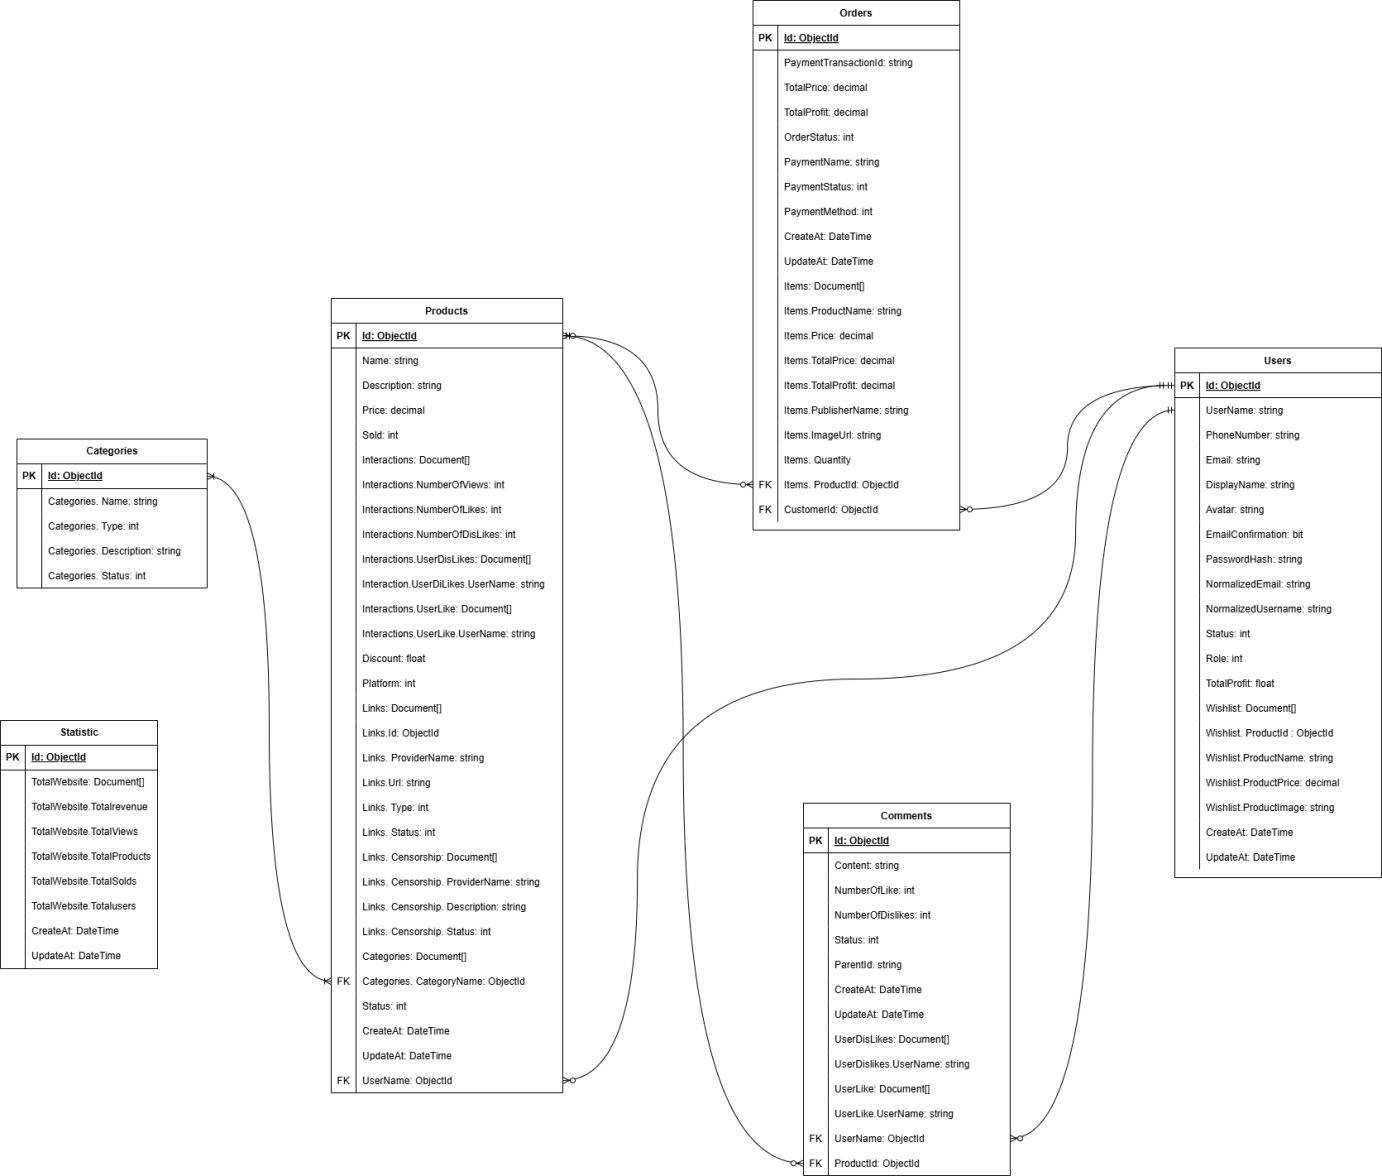 Orders
PK Id: ObjectId
PaymentTransactionId: string
TotalPrice: decimal
TotalProfit: decimal
OrderStatus: int
PaymentName: string
PaymentStatus: int
PaymentMethod: int
CreateAt: DateTime
UpdateAt: DateTime
Items: Document[]
Items.ProductName: string
Items.Price: decimal
Items.TotalPrice: decimal
Items.TotalProfit: decimal
Items.PublisherName: string
Items.ImageUrl: string
Items. Quantity
FK Items. ProductId: ObjectId
FK CustomerId: ObjectId
Products
PK Id: ObjectId
Name: string
Description: string
Price: decimal
Sold: int
Interactions: Document[]
Interactions.NumberOfViews: int
Interactions.NumberOfLikes: int
Interactions.NumberOfDisLikes: int
Interactions.UserDisLikes: Document[]
Interaction.UserDiLikes.UserName: string
Interactions.UserLike: Document[]
Interactions.UserLike.UserName: string
Discount: float
Platform: int
Links: Document[]
Links.Id: ObjectId
Links. ProviderName: string
Links.Url: string
Links. Type: int
Links. Status: int
Links. Censorship: Document[]
Links. Censorship. ProviderName: string
Links. Censorship. Description: string
Links. Censorship. Status: int
Categories: Document[]
FK Categories. CategoryName: ObjectId
Status: int
CreateAt: DateTime
UpdateAt: DateTime
FK UserName: ObjectId
Users
PK Id: ObjectId
UserName: string
PhoneNumber: string
Email: string
DisplayName: string
Avatar: string
EmailConfirmation: bit
PasswordHash: string
NormalizedEmail: string
NormalizedUsername: string
Status: int
Role: int
TotalProfit: float
Wishlist: Document[]
Wishlist. ProductId : ObjectId
Wishlist.ProductName: string
Wishlist.ProductPrice: decimal
Wishlist.ProductImage: string
CreateAt: DateTime
UpdateAt: DateTime
Categories
PK Id: ObjectId
Categories. Name: string
Categories. Type: int
Categories. Description: string
Categories. Status: int
Statistic
PK Id: ObjectId
TotalWebsite: Document[]
TotalWebsite.Totalrevenue
TotalWebsite.TotalViews
TotalWebsite.TotalProducts
TotalWebsite.TotalSolds
TotalWebsite.Totalusers
CreateAt: DateTime
UpdateAt: DateTime
Comments
PK Id: ObjectId
Content: string
NumberOfLike: int
NumberOfDislikes: int
Status: int
ParentId: string
CreateAt: DateTime
UpdateAt: DateTime
UserDisLikes: Document[]
UserDislikes.UserName: string
UserLike: Document[]
UserLike.UserName: string
FK UserName: ObjectId
FK ProductId: ObjectId